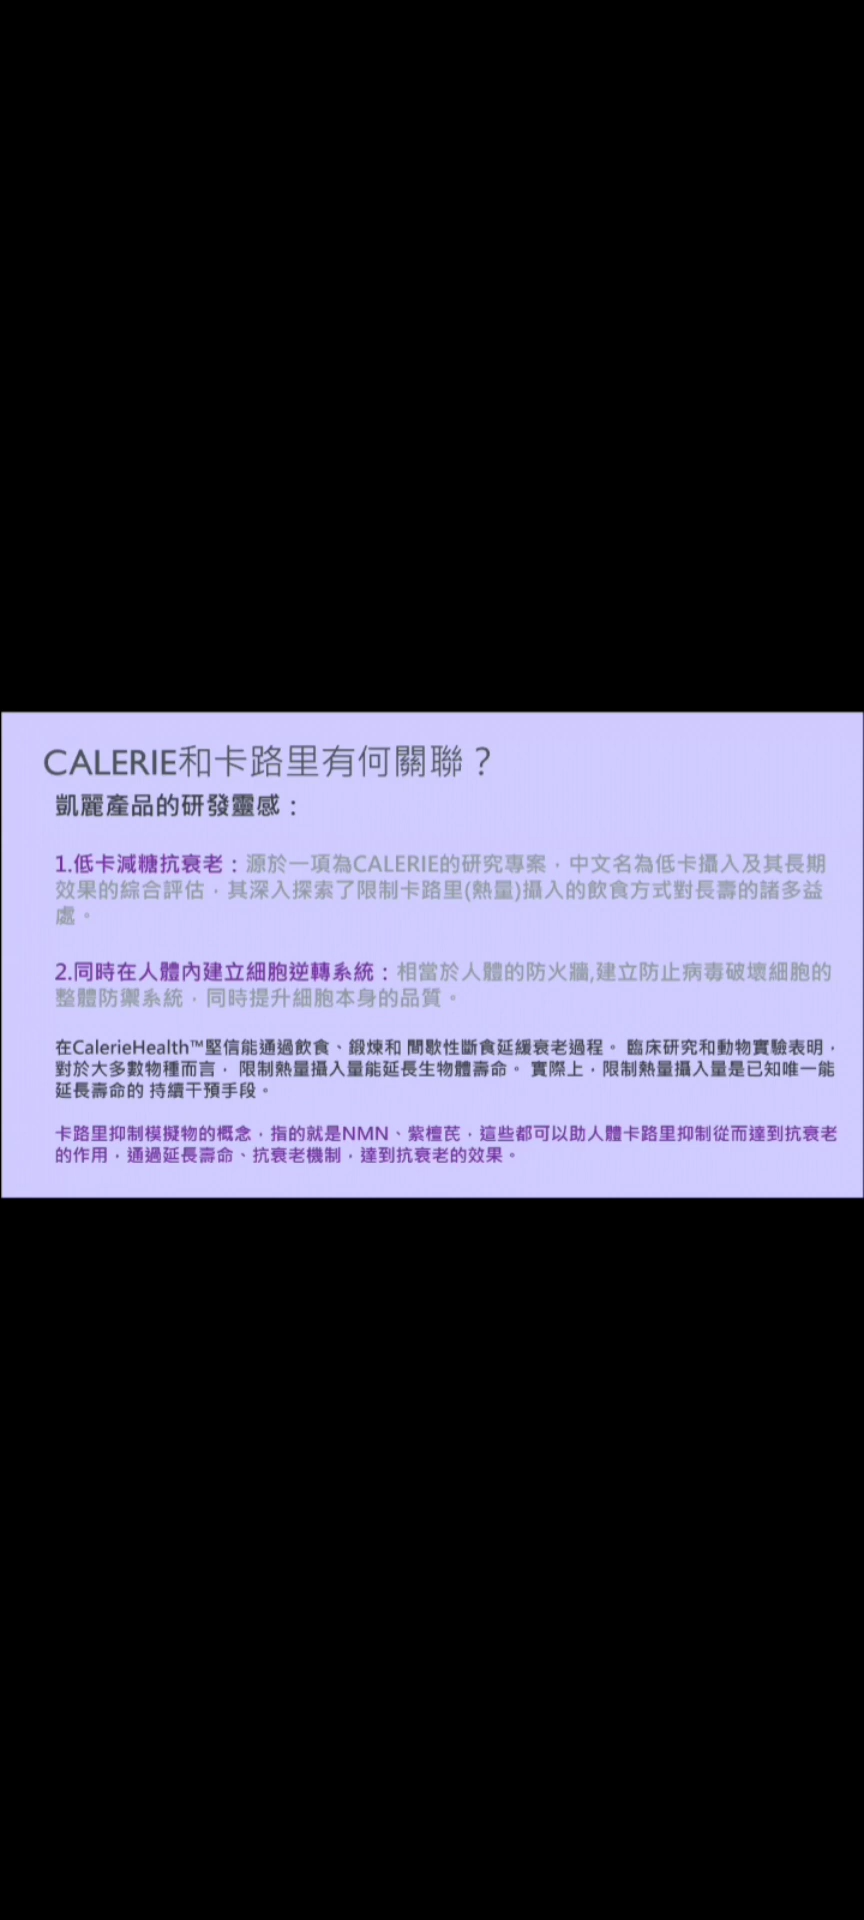 CALERIE和卡路里有何關聯？
凱麗產品的研發靈感：
1.低卡減糖抗衰老：源於一項為CALERIE的研究專案，中文名為低卡攝入及其長期
效果的綜合評估，其深入探索了限制卡路里(熱量)攝入的飲食方式對長壽的諸多益
處。
2.同時在人體內建立細胞逆轉系統：相當於人體的防火牆,建立防止病毒破壞細胞的
整體防禦系統，同時提升細胞本身的品質。
在CalerieHealth™堅信能通過飲食、鍛煉和 間歇性斷食延緩衰老過程。 臨床研究和動物實驗表明，
對於大多數物種而言， 限制熱量攝入量能延長生物體壽命。 實際上，限制熱量攝入量是已知唯一能
延長壽命的 持續干預手段。
卡路里抑制模擬物的概念，指的就是NMN、紫檀芪，這些都可以助人體卡路里抑制從而達到抗衰老
的作用，通過延長壽命、抗衰老機制，達到抗衰老的效果。